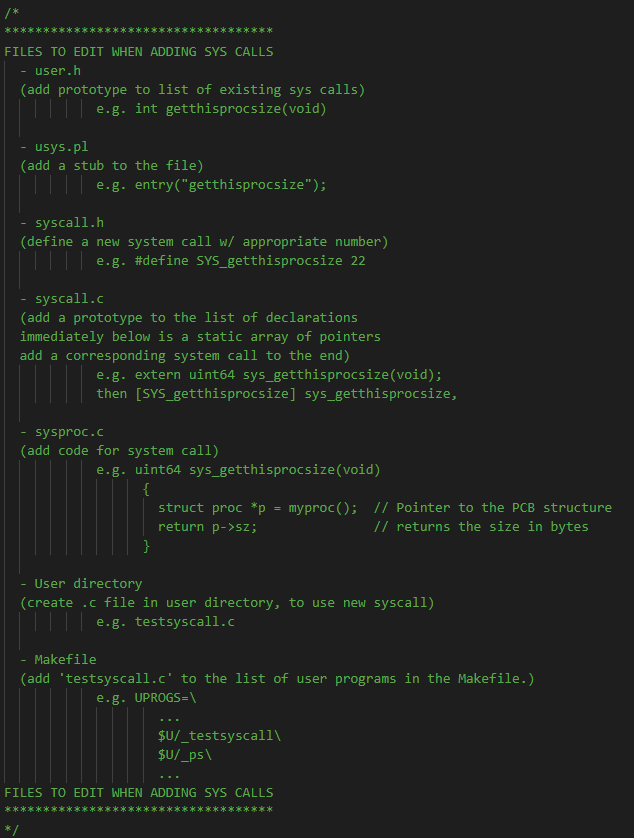 /*
***********************************
FILES TO EDIT WHEN ADDING SYS CALLS
- user.h
(add prototype to list of existing sys calls)
e.g. int getthisprocsize(void)
- usys.pl
(add a stub to the file)
e.g. entry("getthisprocsize");
- syscall.h
(define a new system call w/ appropriate number)
e.g. #define SYS_getthisprocsize 22
- syscall.c
(add a prototype to the list of declarations
immediately below is a static array of pointers
add a corresponding system call to the end)
e.g. extern uint64 sys_getthisprocsize(void);
then [SYS_getthisprocsize] sys_getthisprocsize,
- sysproc.c
(add code for system call)
e.g. uint64 sys_getthisprocsize(void)
{
struct proc *p = myproc();  // Pointer to the PCB structure
return p->sz;               // returns the size in bytes
}
- User directory
(create .c file in user directory, to use new syscall)
e.g. testsyscall.c
- Makefile
(add 'testsyscall.c' to the list of user programs in the Makefile.)
e.g. UPROGS=\
...
$U/_testsyscall\
$U/_ps\
...
FILES TO EDIT WHEN ADDING SYS CALLS
***********************************
*/